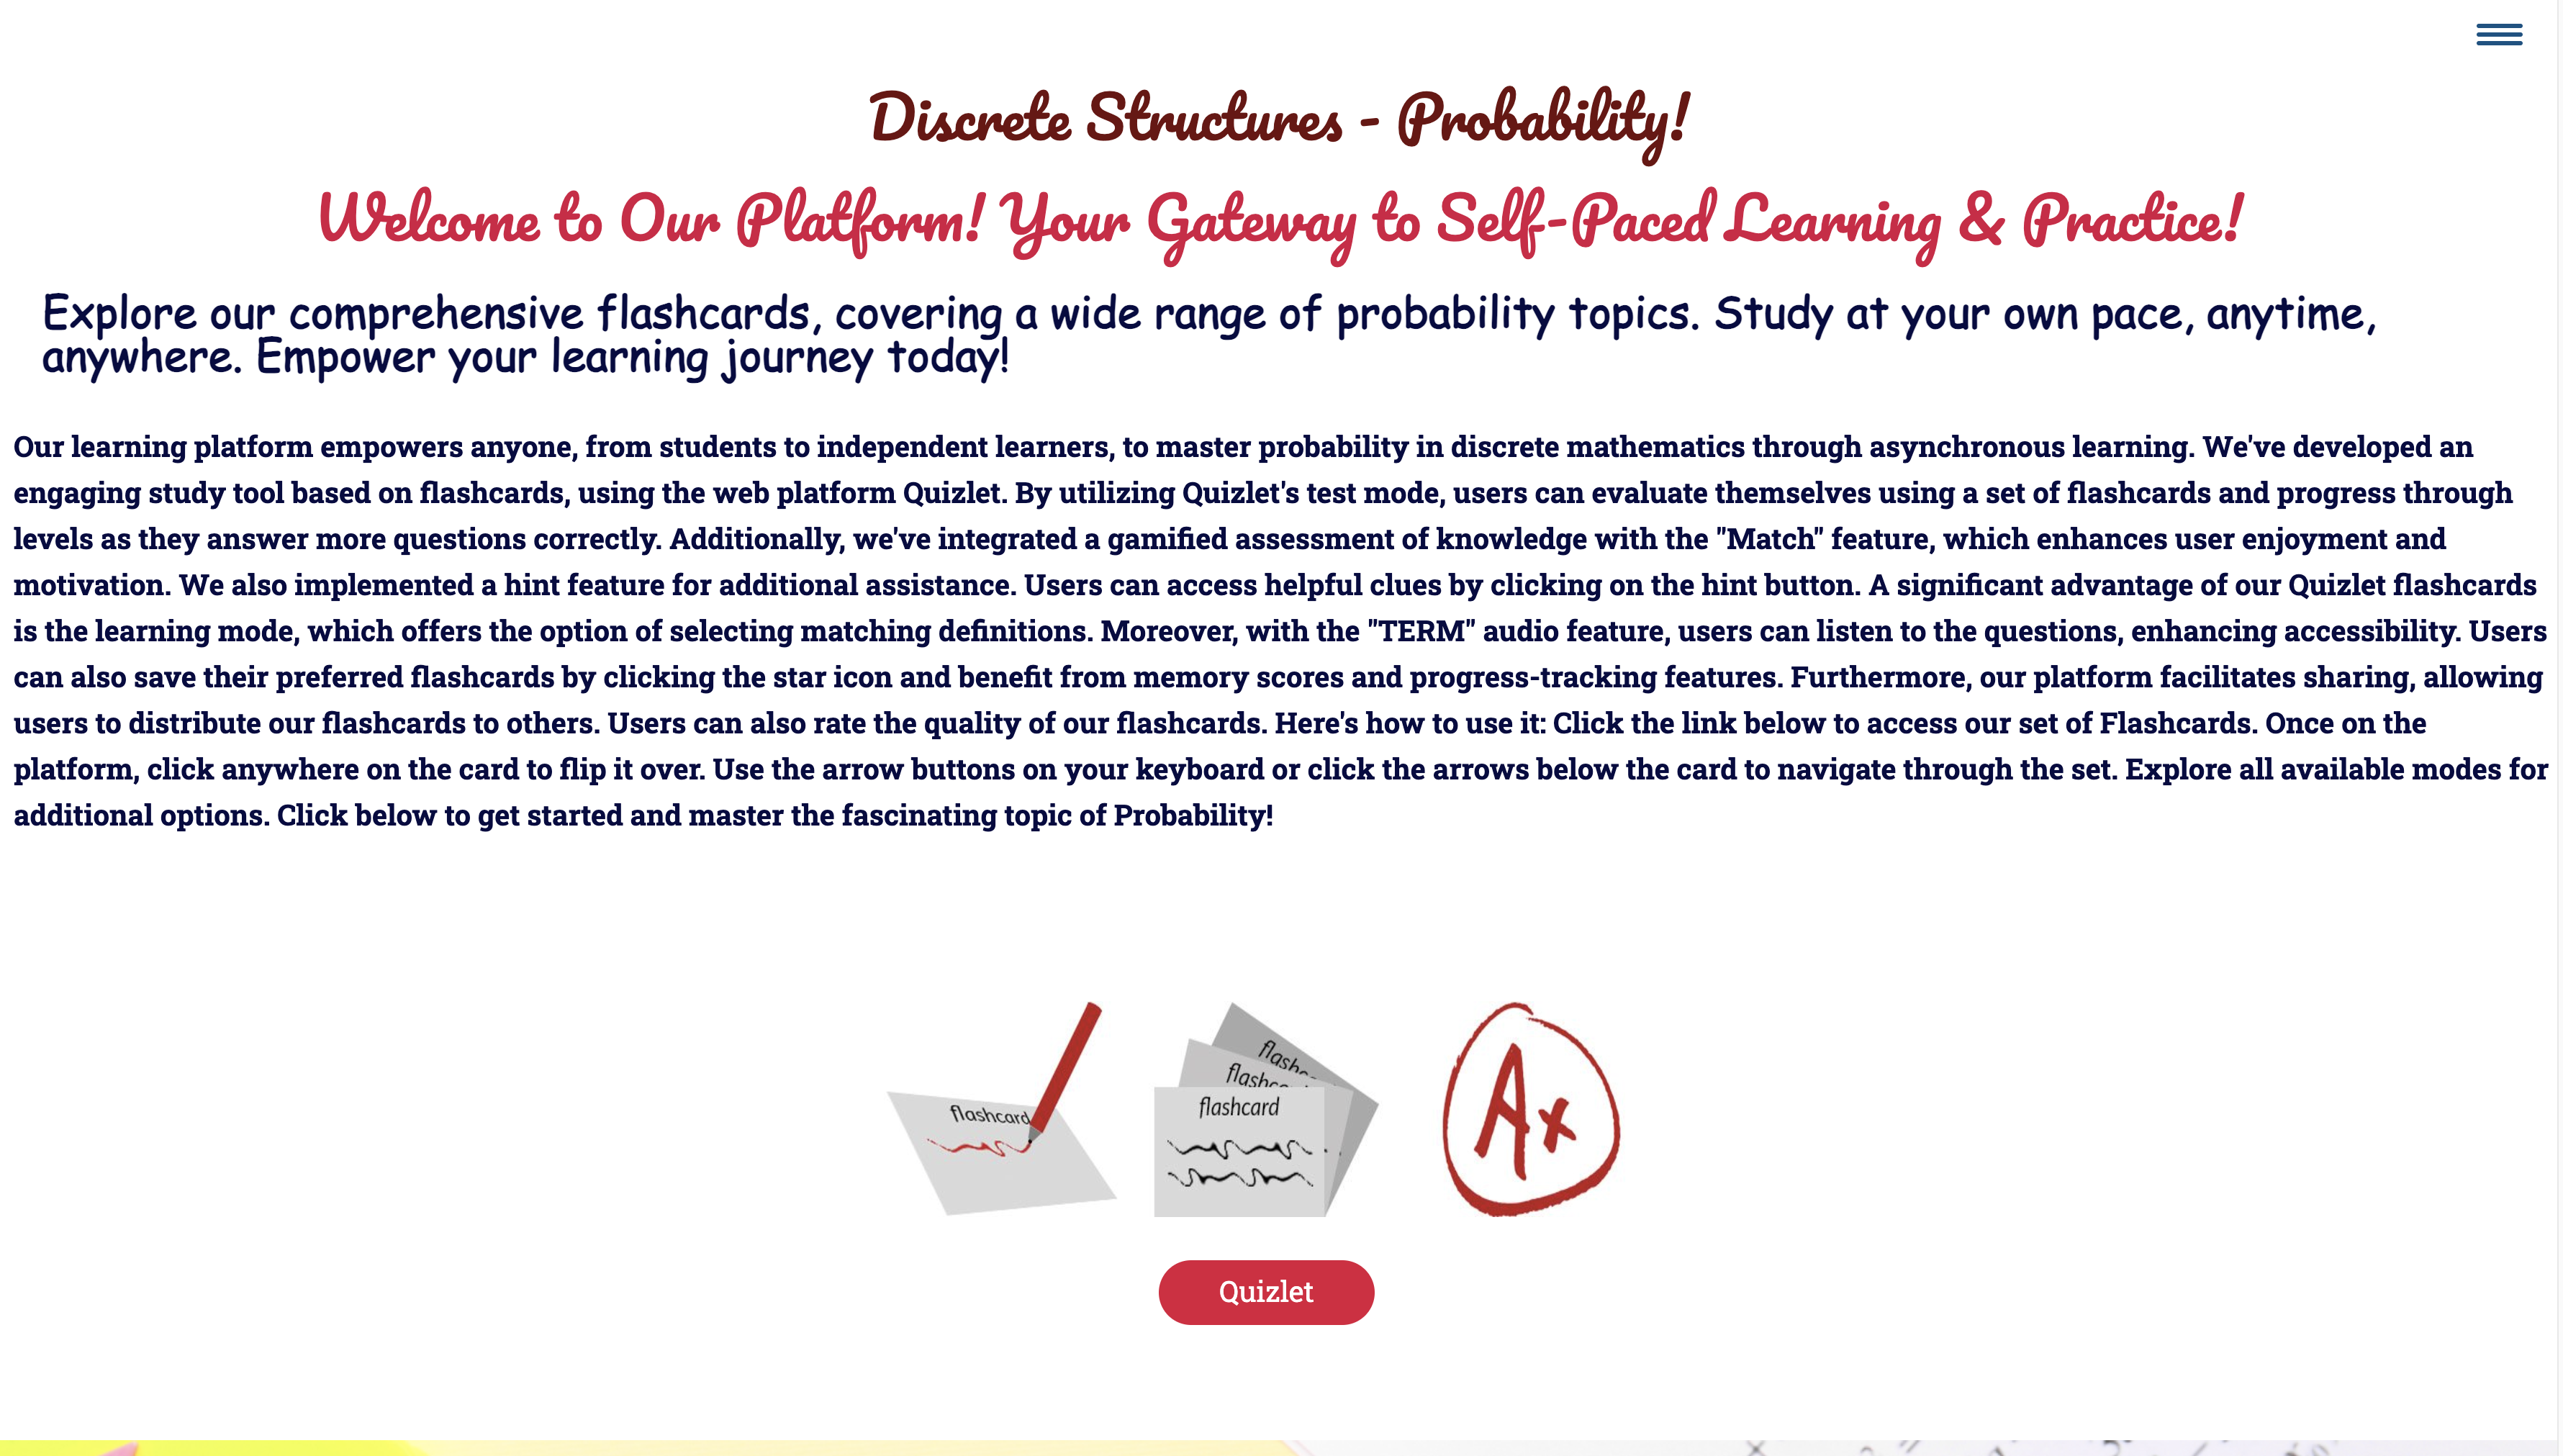 Discrete Structures - Probability!
Welcome to Our Platform! Your Gateway to Self-Paced Learning & Practice!
Explore our comprehensive flashcards, covering a wide range of probability topics. Study at your own pace, anytime,
anywhere. Empower your learning journey today!
Our learning platform empowers anyone, from students to independent learners, to master probability in discrete mathematics through asynchronous learning. We've developed an
engaging study tool based on flashcards, using the web platform Quizlet. By utilizing Quizlet's test mode, users can evaluate themselves using a set of flashcards and progress through
levels as they answer more questions correctly. Additionally, we've integrated a gamified assessment of knowledge with the "Match" feature, which enhances user enjoyment and
motivation. We also implemented a hint feature for additional assistance. Users can access helpful clues by clicking on the hint button. A significant advantage of our Quizlet flashcards
is the learning mode, which offers the option of selecting matching definitions. Moreover, with the "TERM" audio feature, users can listen to the questions, enhancing accessibility. Users
can also save their preferred flashcards by clicking the star icon and benefit from memory scores and progress-tracking features. Furthermore, our platform facilitates sharing, allowing
users to distribute our flashcards to others. Users can also rate the quality of our flashcards. Here's how to use it: Click the link below to access our set of Flashcards. Once on the
platform, click anywhere on the card to flip it over. Use the arrow buttons on your keyboard or click the arrows below the card to navigate through the set. Explore all available modes for
additional options. Click below to get started and master the fascinating topic of Probability!
flashcard
flashc
flashc
flashcard
A+
Quizlet